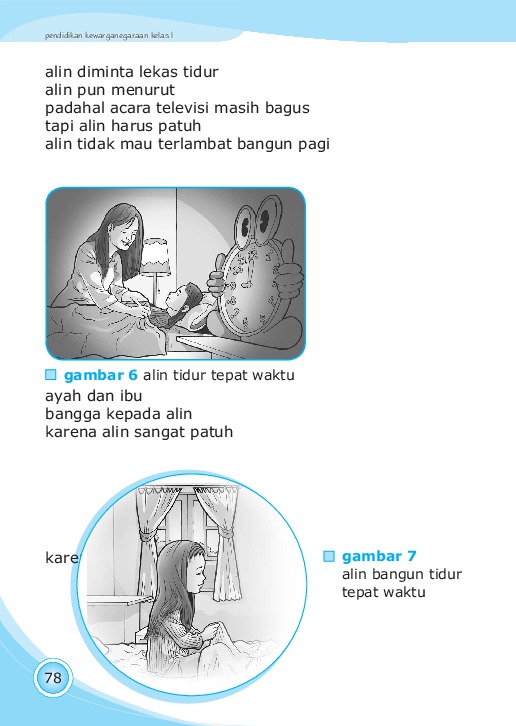 pendidikan kewarganegaraan kelas I
alin diminta lekas tidur
alin pun menurut
padahal acara televisi masih bagus
tapi alin harus patuh
alin tidak mau terlambat bangun pagi
gambar 6 alin tidur tepat waktu
ayah dan ibu
bangga kepada alin
karena alin sangat patuh
kare
gambar 7
alin bangun tidur
tepat waktu
78